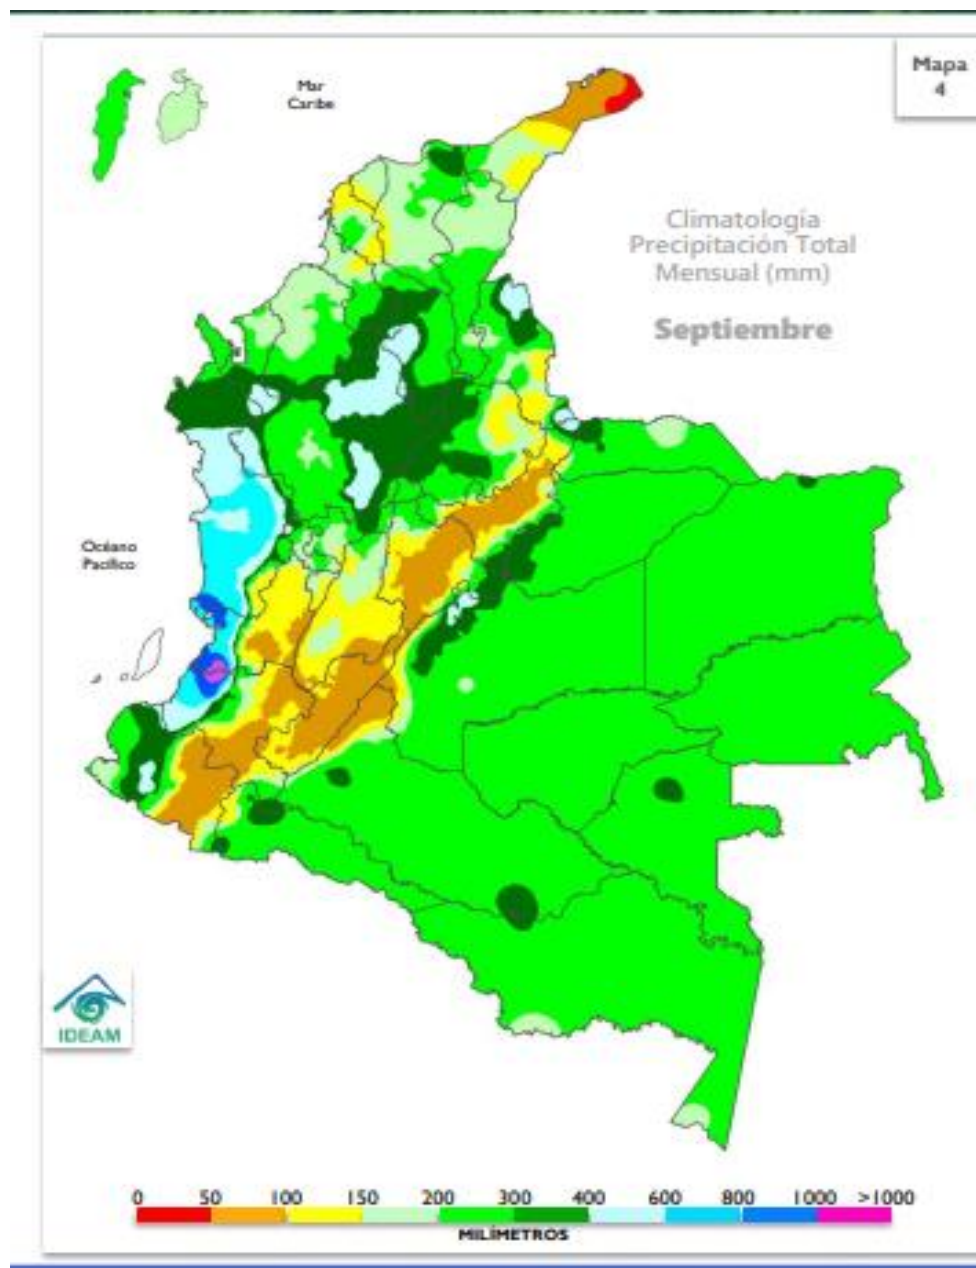 Mapa
4
Mar
Caribe
Climatología
Precipitación Total
Mensual (mm)
Septiembre
Océano
Pacífico
IDEAM
0 50 100 150 200 300 400 600 800 1000 >1000
MILÍMETROS